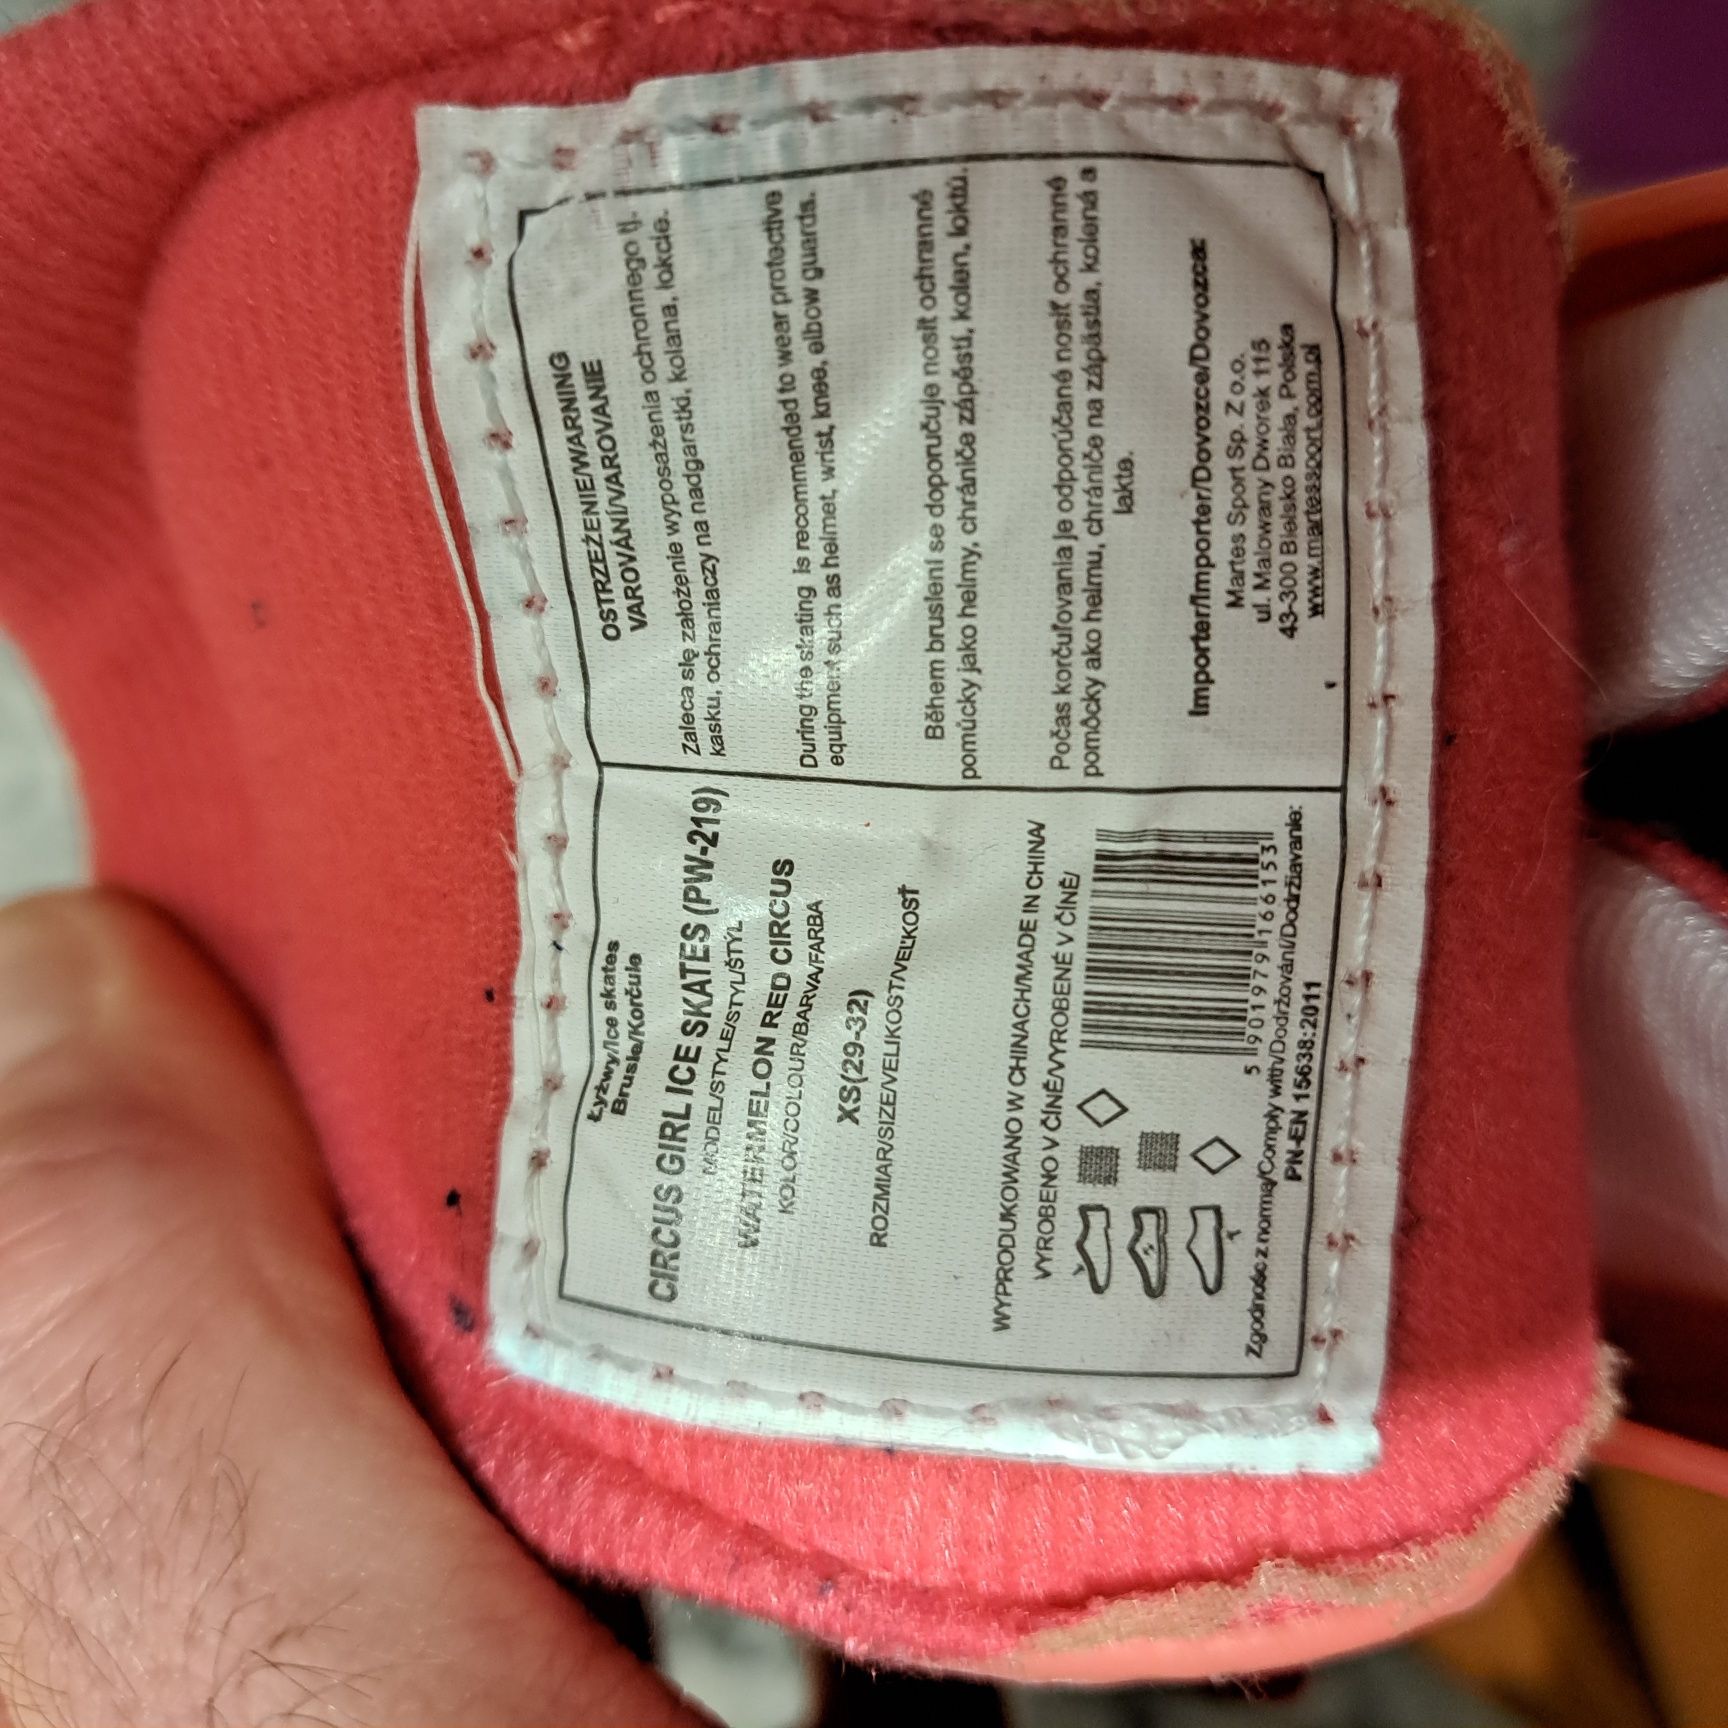 Łyżwy/Ice skates
Brusle/Korčule
CIRCUS GIRL ICE SKATES (PW-219)
MODEL/STYLE/STYL/ŠTÝL
WATERMELON RED CIRCUS
KOLOR/COLOUR/BARVA/FARBA
XS(29-32)
ROZMIAR/SIZE/VELIKOST/VEĽKOSŤ
WYPRODUKOWANO W CHINACH/MADE IN CHINA/
VYROBENO V ČÍNĚ/VYROBENÉ V ČÍNĚ/
5 901979 166153
Zgodność z normą/Comply with/Dodržování/Dodržiavanie:
PN-EN 15638:2011
OSTRZEŻENIE/WARNING
VAROVÁNÍ/VAROVANIE
Zaleca się założenie wyposażenia ochronnego tj.
kasku, ochraniaczy na nadgarstki, kolana, łokcie.
During the skating is recommended to wear protective
equipment such as helmet, wrist, knee, elbow guards.
Během bruslení se doporučuje nosit ochranné
pomúcky jako helmy, chrániče zápěstí, kolen, loktů.
Počas korčuľovania je odporúčané nosiť ochranné
pomôcky ako helmu, chrániče na zápästia, kolená a
lakte.
Importer/Importer/Dovozce/Dovozca:
Martes Sport Sp. Z o.o.
ul. Malowany Dworek 115
43-300 Bielsko Biała, Polska
www.martessport.com.pl